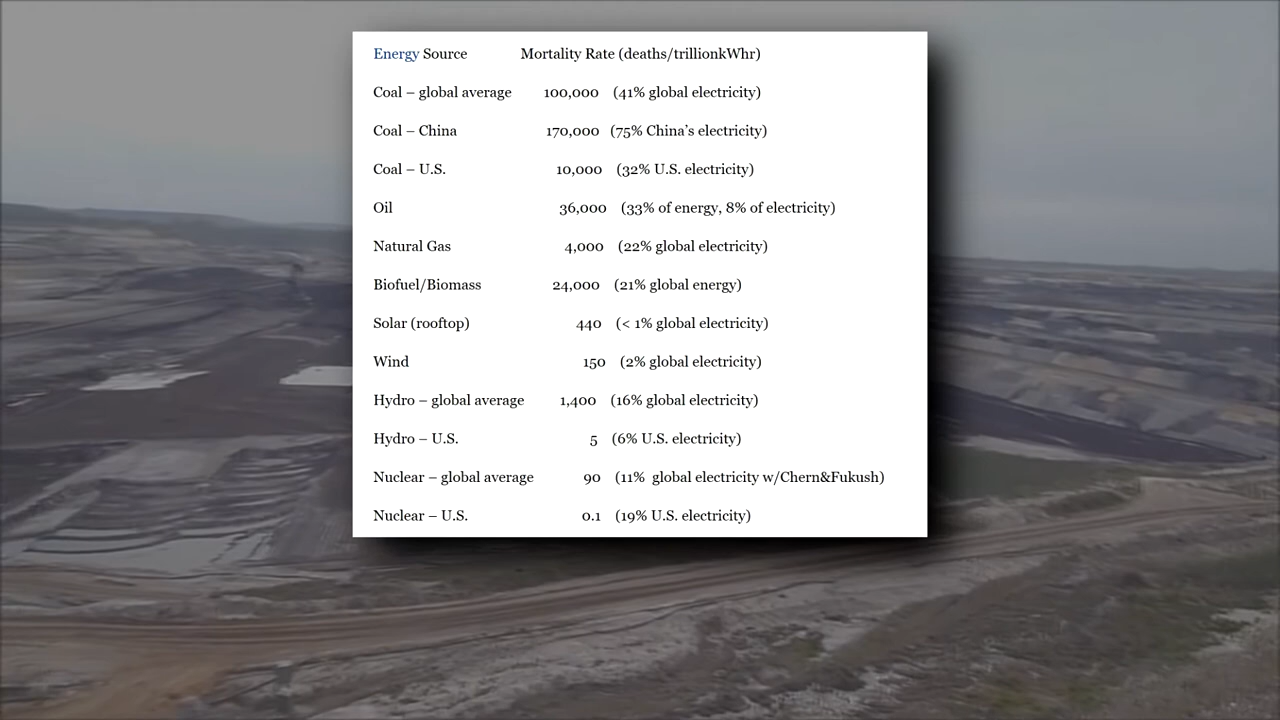 Energy Source Mortality Rate (deaths/trillionkWhr)
Coal – global average 100,000 (41% global electricity)
Coal – China 170,000 (75% China’s electricity)
Coal – U.S. 10,000 (32% U.S. electricity)
Oil 36,000 (33% of energy, 8% of electricity)
Natural Gas 4,000 (22% global electricity)
Biofuel/Biomass 24,000 (21% global energy)
Solar (rooftop) 440 (< 1% global electricity)
Wind 150 (2% global electricity)
Hydro – global average 1,400 (16% global electricity)
Hydro – U.S. 5 (6% U.S. electricity)
Nuclear – global average 90 (11% global electricity w/Chern&Fukush)
Nuclear – U.S. 0.1 (19% U.S. electricity)